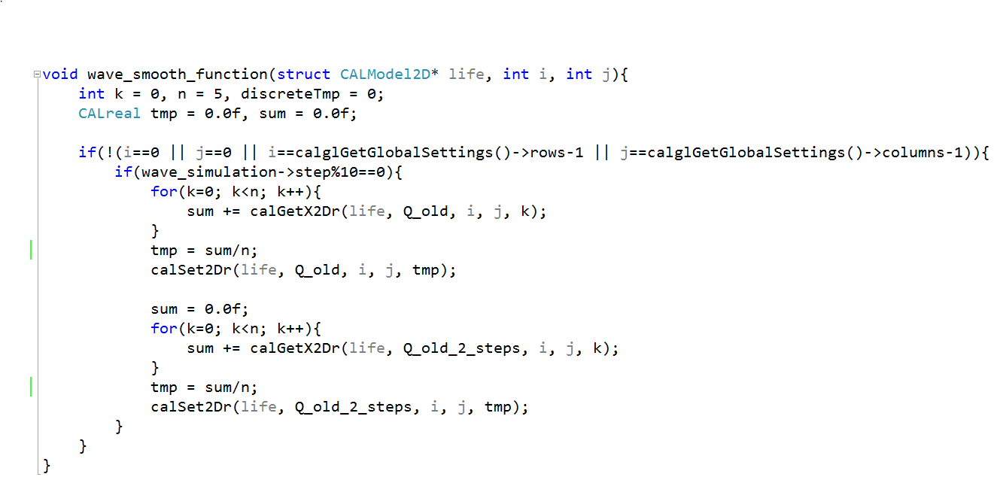 void wave_smooth_function(struct CALModel2D* life, int i, int j){
    int k = 0, n = 5, discreteTmp = 0;
    CALreal tmp = 0.0f, sum = 0.0f;

    if(!(i==0 || j==0 || i==calglGetGlobalSettings()->rows-1 || j==calglGetGlobalSettings()->columns-1)){
        if(wave_simulation->step%10==0){
            for(k=0; k<n; k++){
                sum += calGetX2Dr(life, Q_old, i, j, k);
            }
            tmp = sum/n;
            calSet2Dr(life, Q_old, i, j, tmp);

            sum = 0.0f;
            for(k=0; k<n; k++){
                sum += calGetX2Dr(life, Q_old_2_steps, i, j, k);
            }
            tmp = sum/n;
            calSet2Dr(life, Q_old_2_steps, i, j, tmp);
        }
    }
}